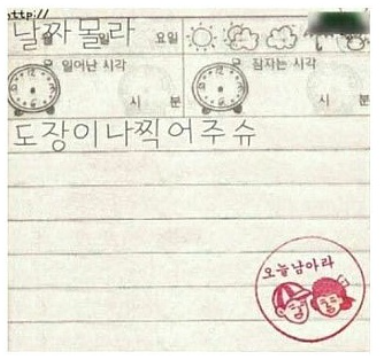 http://
날짜 몰라 요일
일어난 시각 잠자는 시각
시 분 시 분
도장이나찍어주슈
오늘남아라